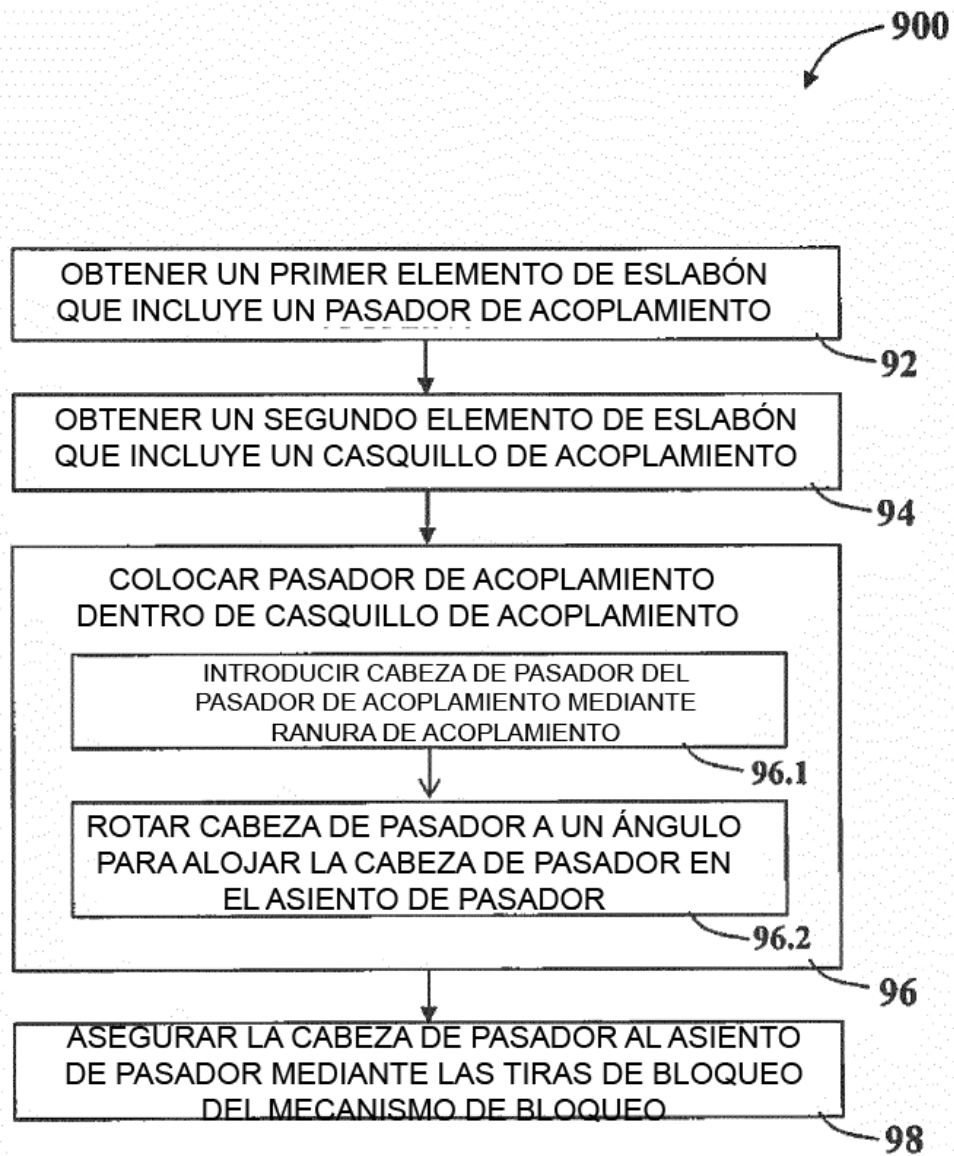 900
OBTENER UN PRIMER ELEMENTO DE ESLABÓN
QUE INCLUYE UN PASADOR DE ACOPLAMIENTO
92
OBTENER UN SEGUNDO ELEMENTO DE ESLABÓN
QUE INCLUYE UN CASQUILLO DE ACOPLAMIENTO
94
COLOCAR PASADOR DE ACOPLAMIENTO
DENTRO DE CASQUILLO DE ACOPLAMIENTO
INTRODUCIR CABEZA DE PASADOR DEL
PASADOR DE ACOPLAMIENTO MEDIANTE
RANURA DE ACOPLAMIENTO
96.1
ROTAR CABEZA DE PASADOR A UN ÁNGULO
PARA ALOJAR LA CABEZA DE PASADOR EN
EL ASIENTO DE PASADOR
96.2
96
ASEGURAR LA CABEZA DE PASADOR AL ASIENTO
DE PASADOR MEDIANTE LAS TIRAS DE BLOQUEO
DEL MECANISMO DE BLOQUEO
98